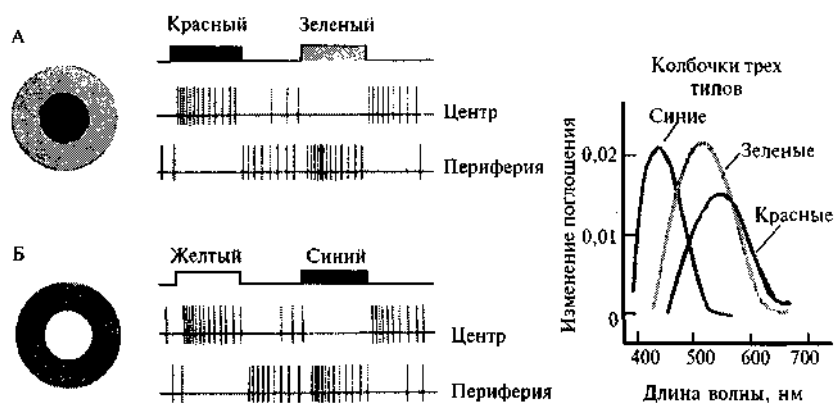 А
Красный Зеленый
Центр
Периферия
Б
Желтый Синий
Центр
Периферия
Колбочки трех
типов
Синие
Зеленые
Красные
Изменение поглощения
0,02
0,01
0
400 500 600 700
Длина волны, нм